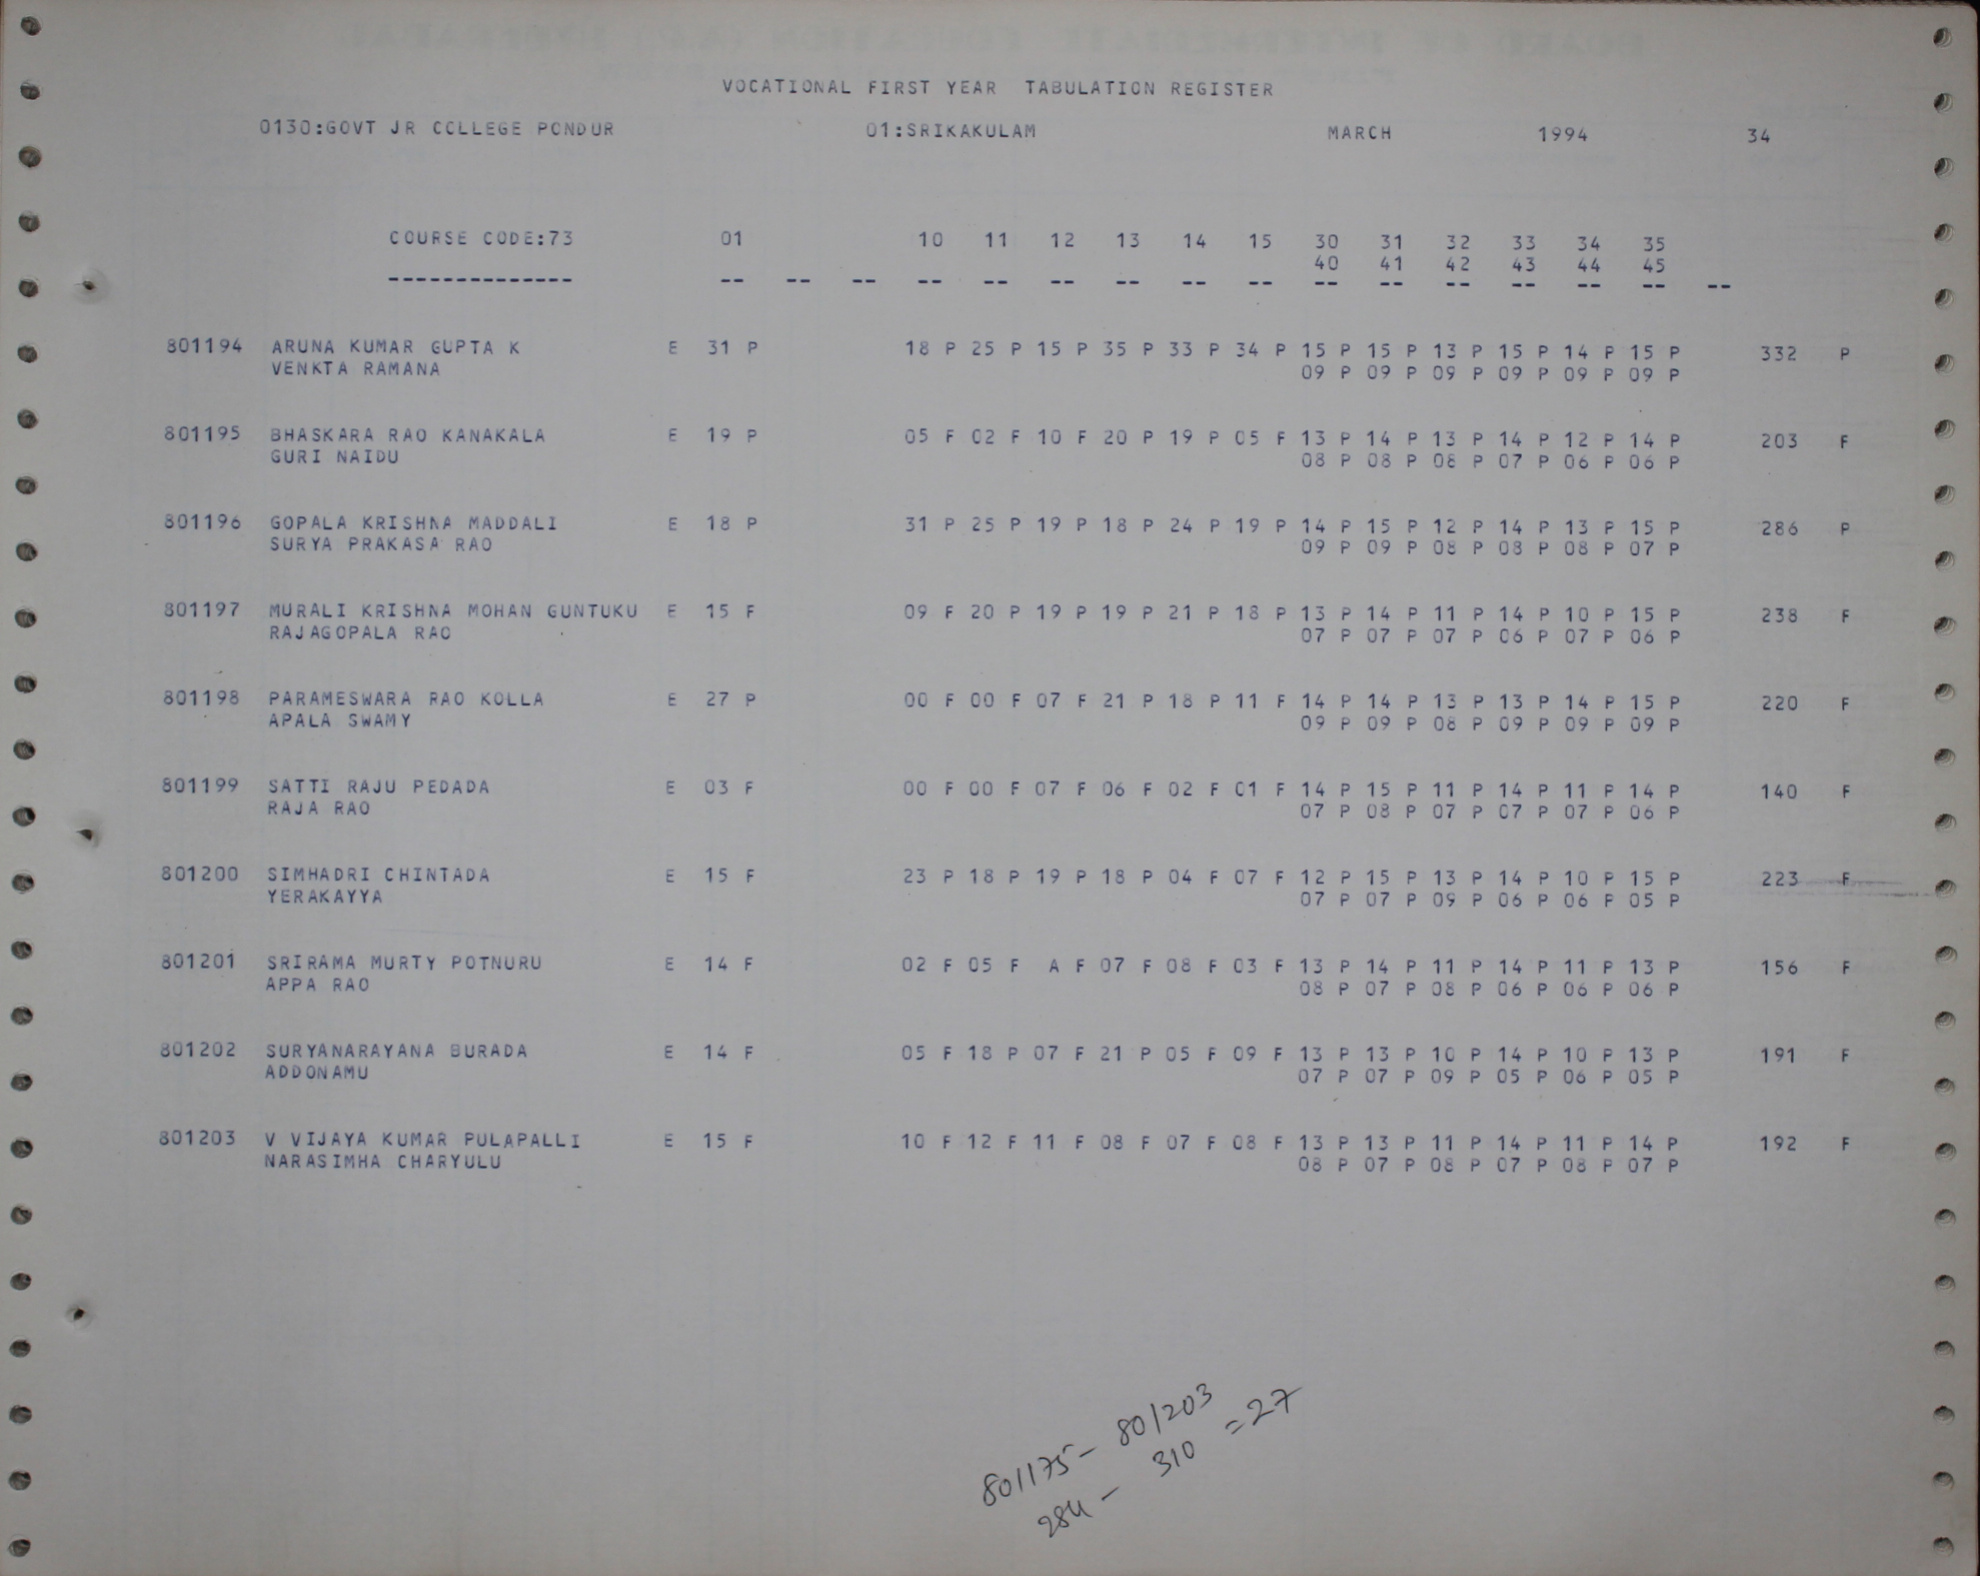 VOCATIONAL FIRST YEAR TABULATION REGISTER
0130:GOVT JR COLLEGE PONDUR 01:SRIKAKULAM MARCH 1994 34
COURSE CODE:73 01 10 11 12 13 14 15 30 31 32 33 34 35
40 41 42 43 44 45
-------------- -- -- -- -- -- -- -- -- -- -- -- -- -- -- -- --
801194 ARUNA KUMAR GUPTA K E 31 P 18 P 25 P 15 P 35 P 33 P 34 P 15 P 15 P 13 P 15 P 14 P 15 P 332 P
VENKTA RAMANA 09 P 09 P 09 P 09 P 09 P 09 P
801195 BHASKARA RAO KANAKALA E 19 P 05 F 02 F 10 F 20 P 19 P 05 F 13 P 14 P 13 P 14 P 12 P 14 P 203 F
GURI NAIDU 08 P 08 P 08 P 07 P 06 P 06 P
801196 GOPALA KRISHNA MADDALI E 18 P 31 P 25 P 19 P 18 P 24 P 19 P 14 P 15 P 12 P 14 P 13 P 15 P 286 P
SURYA PRAKASA RAO 09 P 09 P 08 P 08 P 08 P 07 P
801197 MURALI KRISHNA MOHAN GUNTUKU E 15 F 09 F 20 P 19 P 19 P 21 P 18 P 13 P 14 P 11 P 14 P 10 P 15 P 238 F
RAJAGOPALA RAO 07 P 07 P 07 P 06 P 07 P 06 P
801198 PARAMESWARA RAO KOLLA E 27 P 00 F 00 F 07 F 21 P 18 P 11 F 14 P 14 P 13 P 13 P 14 P 15 P 220 F
APALA SWAMY 09 P 09 P 08 P 09 P 09 P 09 P
801199 SATTI RAJU PEDADA E 03 F 00 F 00 F 07 F 06 F 02 F 01 F 14 P 15 P 11 P 14 P 11 P 14 P 140 F
RAJA RAO 07 P 08 P 07 P 07 P 07 P 06 P
801200 SIMHADRI CHINTADA E 15 F 23 P 18 P 19 P 18 P 04 F 07 F 12 P 15 P 13 P 14 P 10 P 15 P 223 F
YERAKAYYA 07 P 07 P 09 P 06 P 06 P 05 P
801201 SRIRAMA MURTY POTNURU E 14 F 02 F 05 F A F 07 F 08 F 03 F 13 P 14 P 11 P 14 P 11 P 13 P 156 F
APPA RAO 08 P 07 P 08 P 06 P 06 P 06 P
801202 SURYANARAYANA BURADA E 14 F 05 F 18 P 07 F 21 P 05 F 09 F 13 P 13 P 10 P 14 P 10 P 13 P 191 F
ADDONAMU 07 P 07 P 09 P 05 P 06 P 05 P
801203 V VIJAYA KUMAR PULAPALLI E 15 F 10 F 12 F 11 F 08 F 07 F 08 F 13 P 13 P 11 P 14 P 11 P 14 P 192 F
NARASIMHA CHARYULU 08 P 07 P 08 P 07 P 08 P 07 P
801175 - 801203
284 - 310 = 27